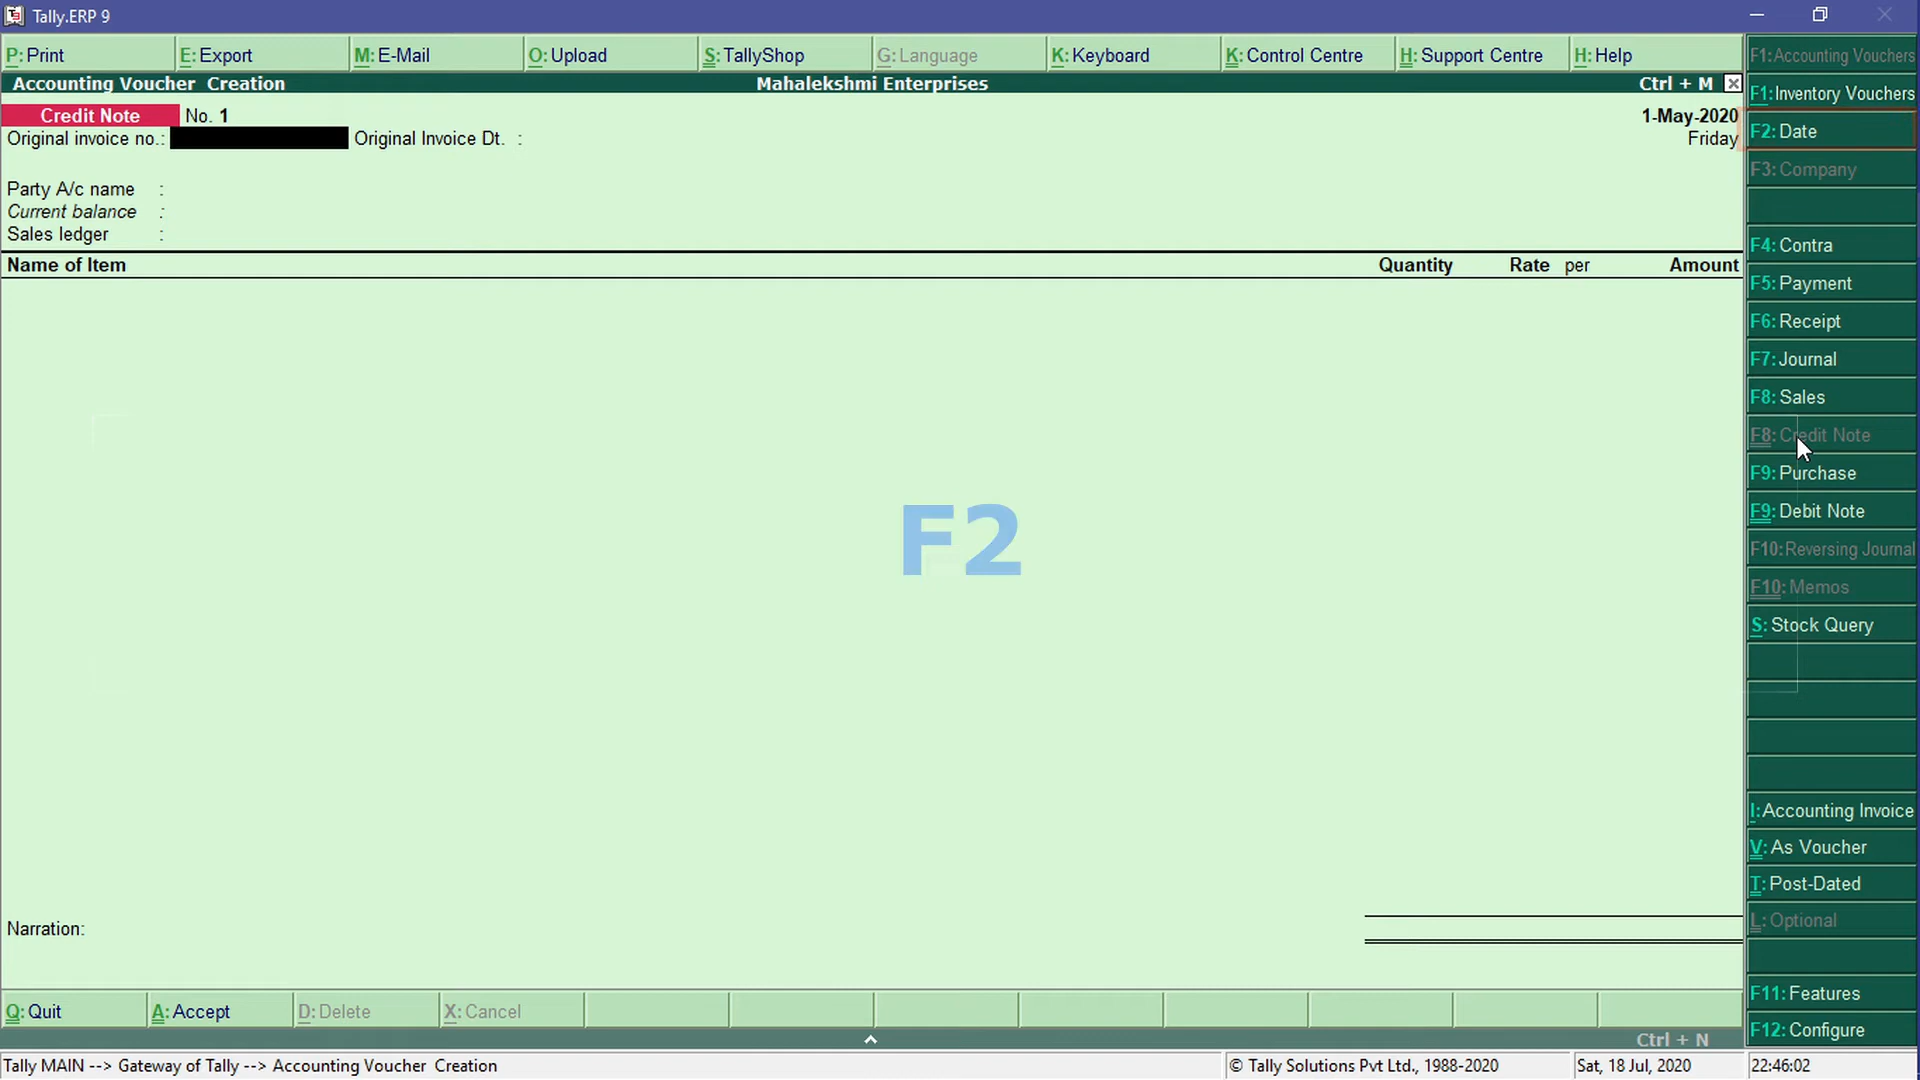 Tally.ERP 9
P: Print E: Export M: E-Mail O: Upload S: TallyShop G: Language K: Keyboard K: Control Centre H: Support Centre H: Help
F1: Accounting Vouchers
Accounting Voucher Creation Mahalekshmi Enterprises Ctrl + M
F1: Inventory Vouchers
Credit Note No. 1 1-May-2020
F2: Date
Original invoice no.: Original Invoice Dt. : Friday
F3: Company
Party A/c name :
Current balance :
Sales ledger :
F4: Contra
Name of Item Quantity Rate per Amount
F5: Payment
F6: Receipt
F7: Journal
F8: Sales
F8: Credit Note
F9: Purchase
F9: Debit Note
F2
F10: Reversing Journal
F10: Memos
S: Stock Query
I: Accounting Invoice
V: As Voucher
T: Post-Dated
L: Optional
Narration:
F11: Features
Q: Quit A: Accept D: Delete X: Cancel
F12: Configure
Ctrl + N
Tally MAIN --> Gateway of Tally --> Accounting Voucher Creation © Tally Solutions Pvt Ltd., 1988-2020 Sat, 18 Jul, 2020 22:46:02